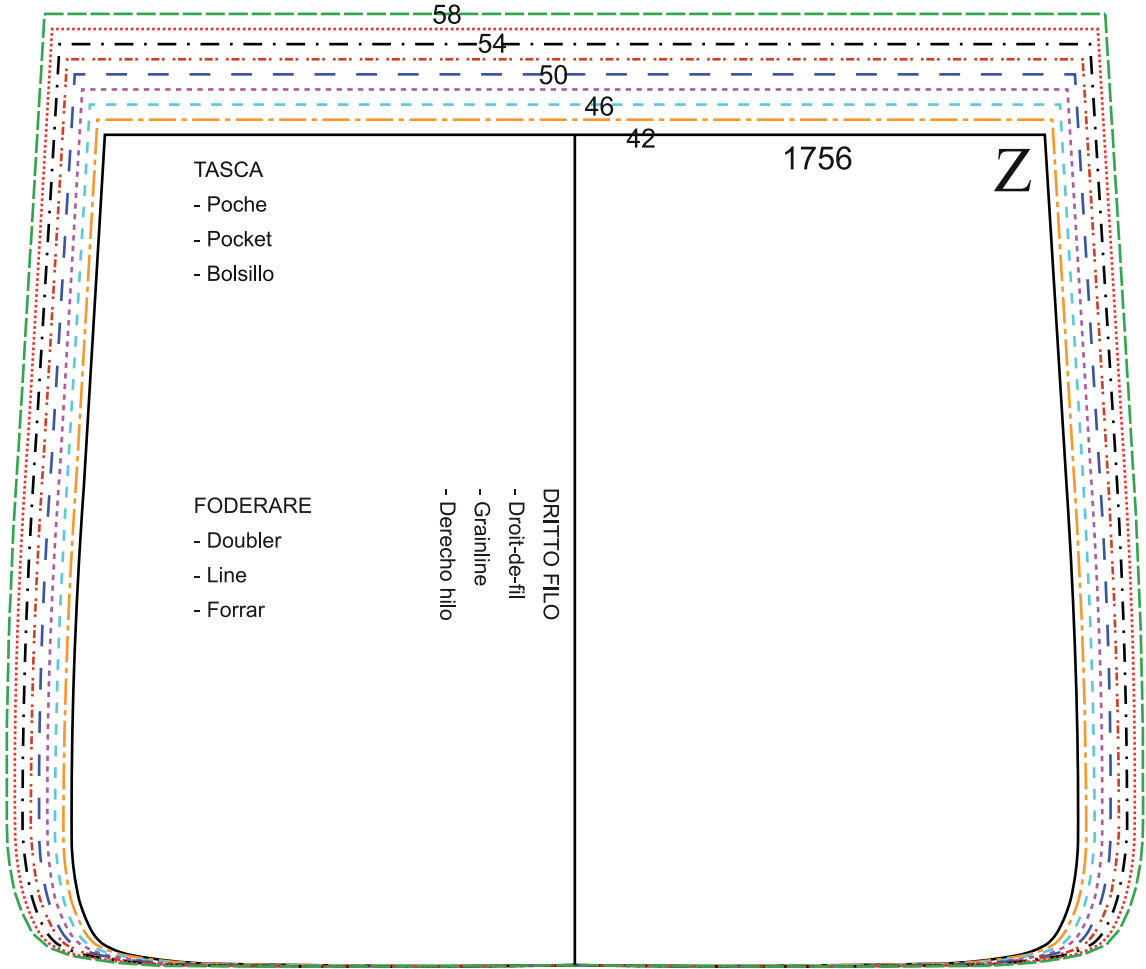 58
54
50
46
42
1756
Z
TASCA
- Poche
- Pocket
- Bolsillo
FODERARE
- Doubler
- Line
- Forrar
DRITTO FILO
- Droit-de-fil
- Grainline
- Derecho hilo